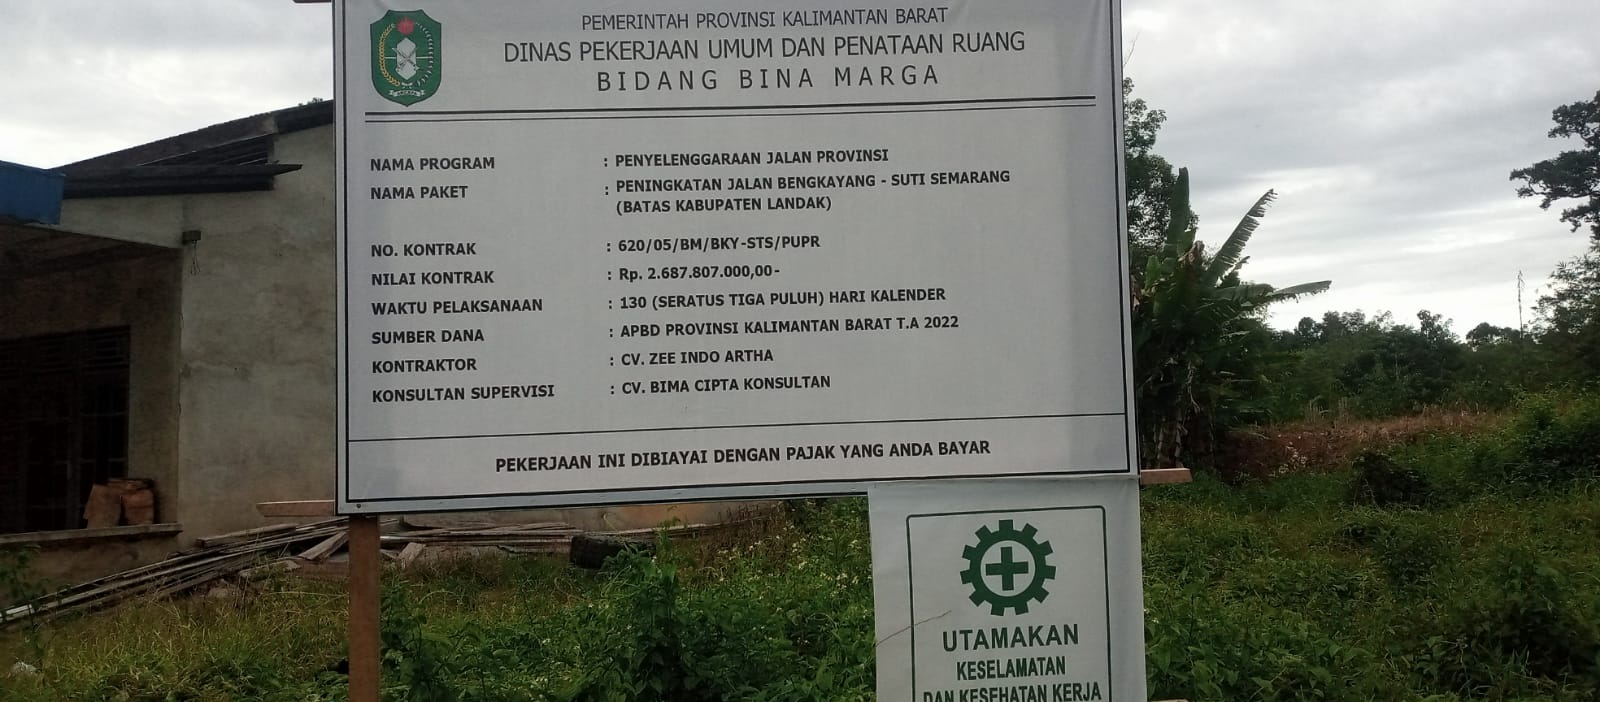 PEMERINTAH PROVINSI KALIMANTAN BARAT
DINAS PEKERJAAN UMUM DAN PENATAAN RUANG
BIDANG BINA MARGA
NAMA PROGRAM : PENYELENGGARAAN JALAN PROVINSI
NAMA PAKET : PENINGKATAN JALAN BENGKAYANG - SUTI SEMARANG
(BATAS KABUPATEN LANDAK)
NO. KONTRAK : 620/05/BM/BKY-STS/PUPR
NILAI KONTRAK : Rp. 2.687.807.000,00-
WAKTU PELAKSANAAN : 130 (SERATUS TIGA PULUH) HARI KALENDER
SUMBER DANA : APBD PROVINSI KALIMANTAN BARAT T.A 2022
KONTRAKTOR : CV. ZEE INDO ARTHA
KONSULTAN SUPERVISI : CV. BIMA CIPTA KONSULTAN
PEKERJAAN INI DIBIAYAI DENGAN PAJAK YANG ANDA BAYAR
UTAMAKAN
KESELAMATAN
DAN KESEHATAN KERJA